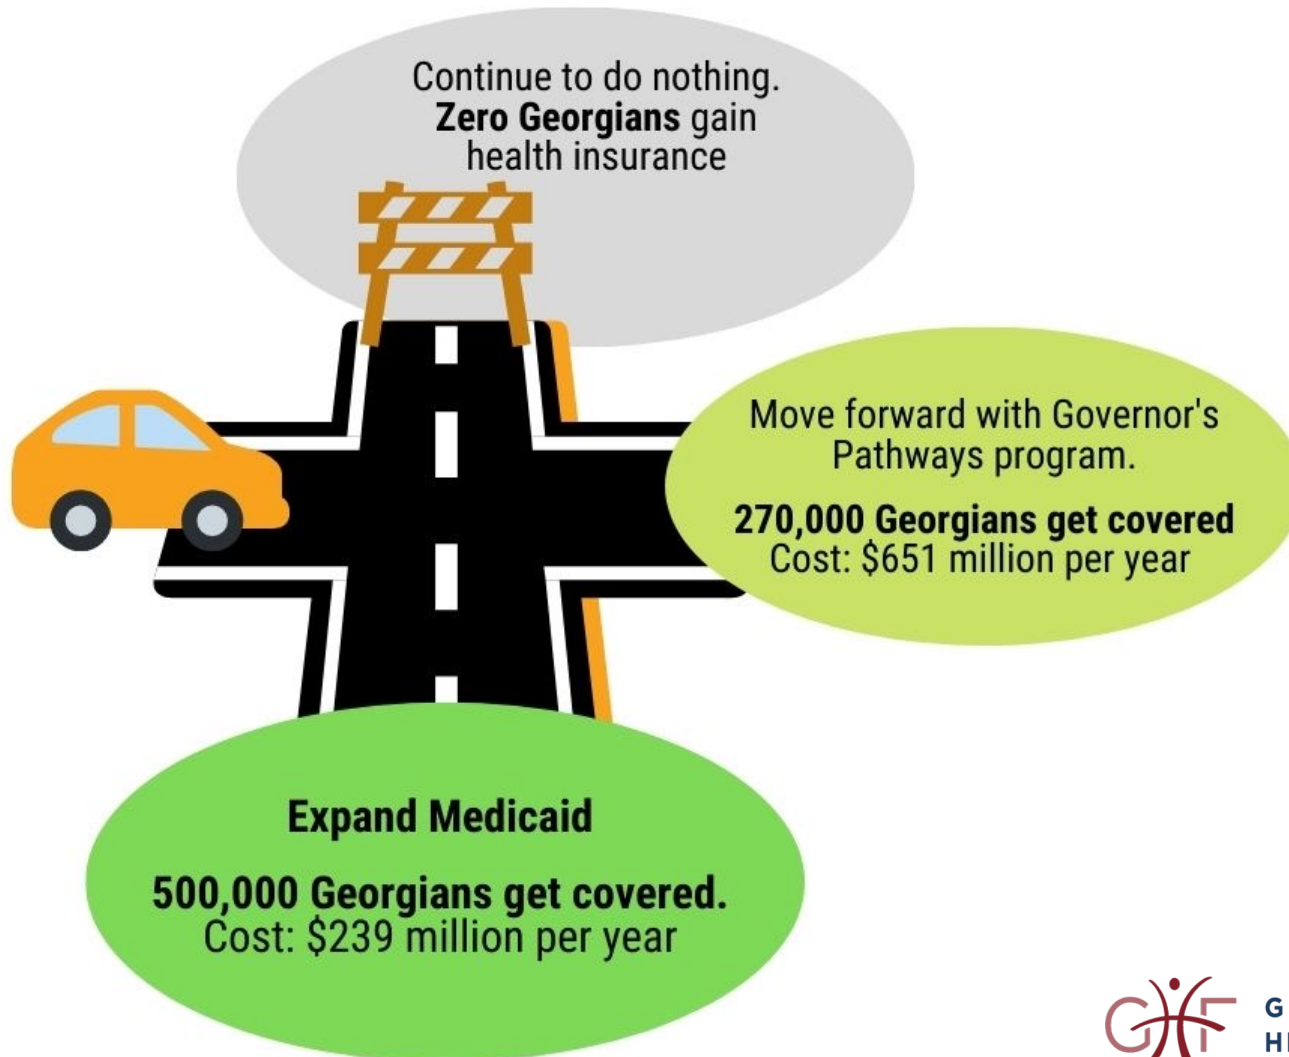 Continue to do nothing.
Zero Georgians gain
health insurance
Move forward with Governor's
Pathways program.
270,000 Georgians get covered
Cost: $651 million per year
Expand Medicaid
500,000 Georgians get covered.
Cost: $239 million per year
GHF